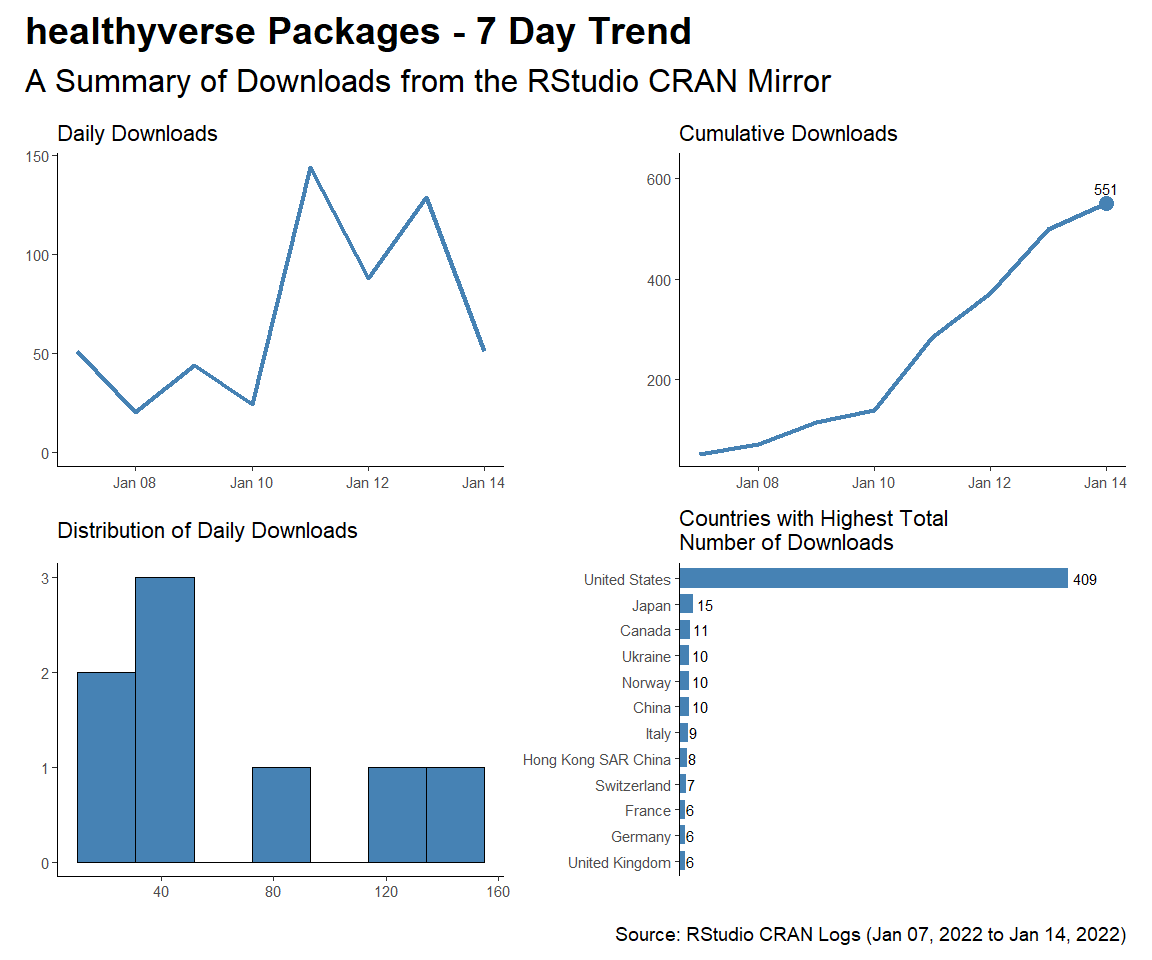 healthyverse Packages - 7 Day Trend
A Summary of Downloads from the RStudio CRAN Mirror
Daily Downloads
150
100
50
0
Jan 08
Jan 10
Jan 12
Jan 14
Cumulative Downloads
600
400
200
551
Jan 08
Jan 10
Jan 12
Jan 14
Distribution of Daily Downloads
3
2
1
0
40
80
120
160
Countries with Highest Total
Number of Downloads
United States 409
Japan 15
Canada 11
Ukraine 10
Norway 10
China 10
Italy 9
Hong Kong SAR China 8
Switzerland 7
France 6
Germany 6
United Kingdom 6
Source: RStudio CRAN Logs (Jan 07, 2022 to Jan 14, 2022)